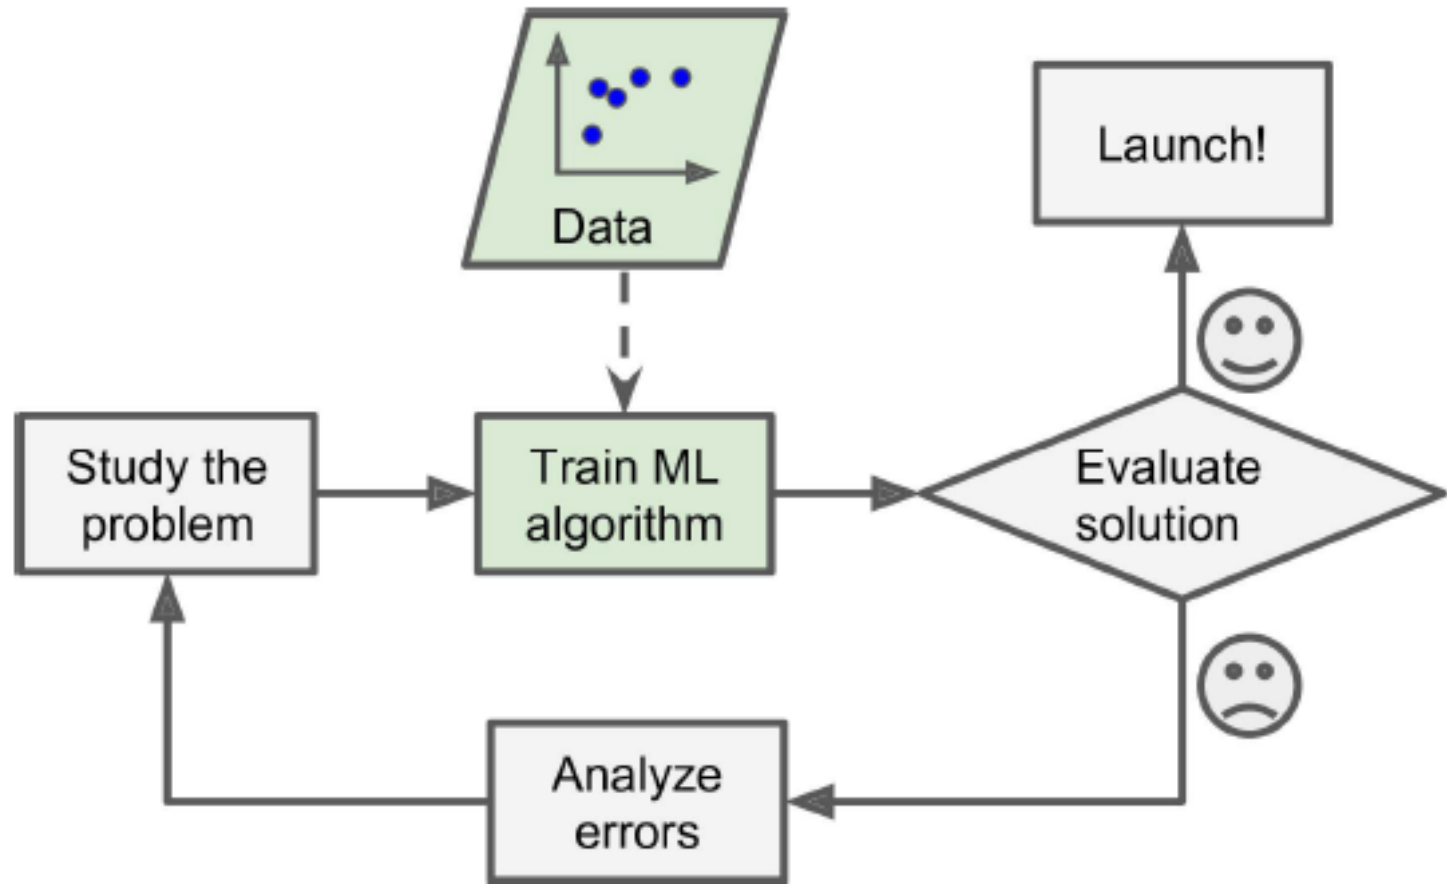 Data
Launch!
Study the
problem
Train ML
algorithm
Evaluate
solution
Analyze
errors